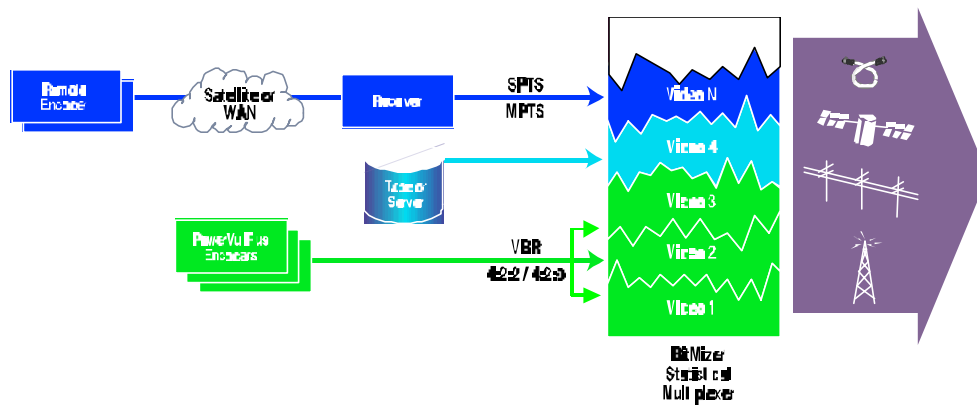 Remote
Encoder
Satellite or
WAN
Receiver
SPTS
MPTS
Tape or
Server
PowerVu Plus
Encoders
VBR
4:2:2 / 4:2:0
Video N
Video 4
Video 3
Video 2
Video 1
BitMizer
Statistical
Multiplexer